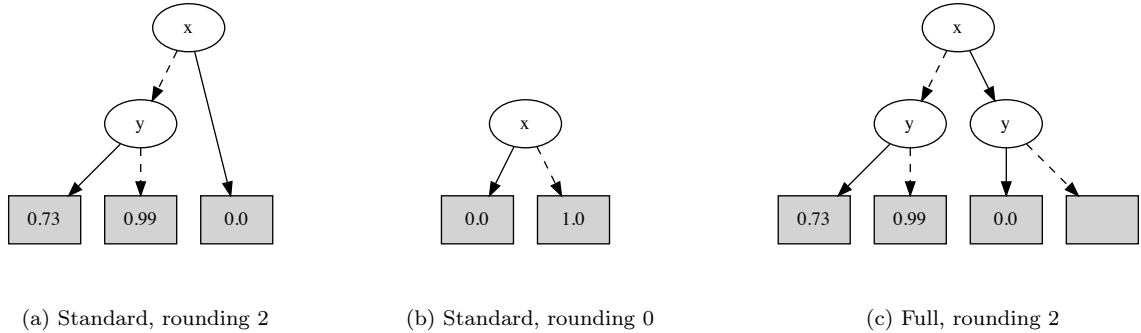 x
x
y
x
y
y
0.73
0.99
0.0
0.0
1.0
0.73
0.99
0.0
(a) Standard, rounding 2
(b) Standard, rounding 0
(c) Full, rounding 2